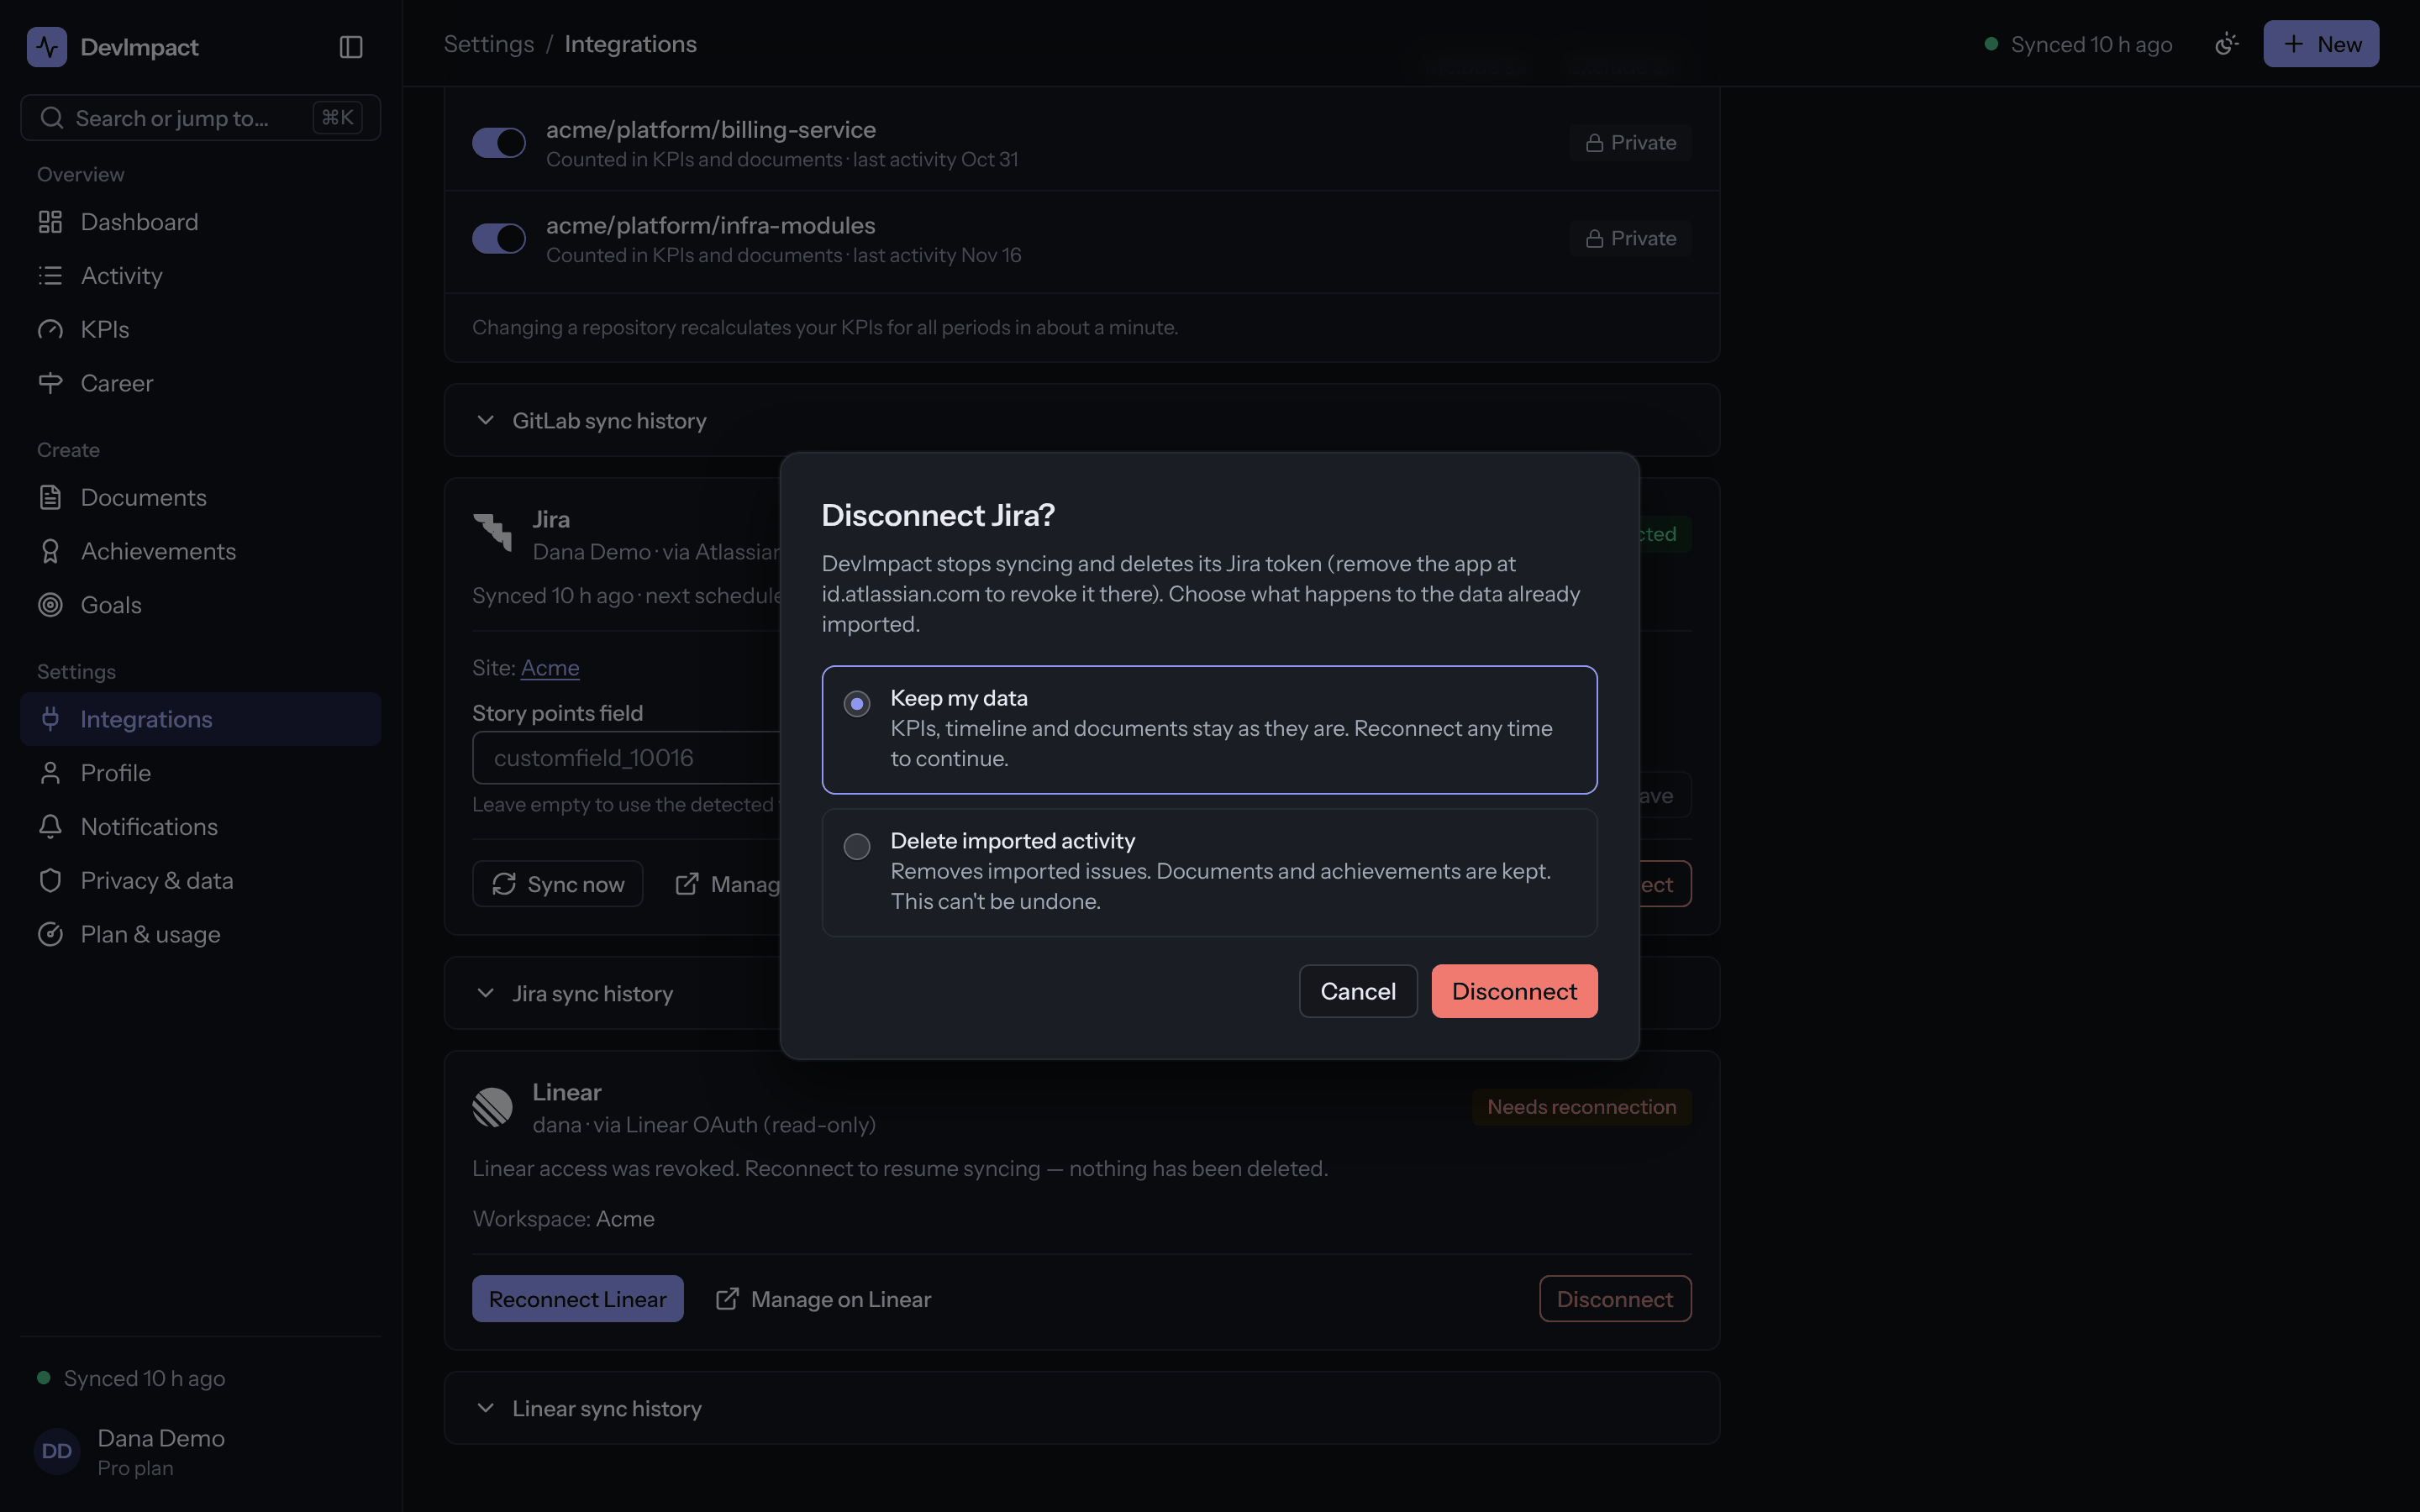 DevImpact
Search or jump to...
⌘K
Overview
Dashboard
Activity
KPIs
Career
Create
Documents
Achievements
Goals
Settings
Integrations
Profile
Notifications
Privacy & data
Plan & usage
Synced 10 h ago
DD
Dana Demo
Pro plan
Settings / Integrations
Synced 10 h ago
+ New
acme/platform/billing-service
Counted in KPIs and documents · last activity Oct 31
Private
acme/platform/infra-modules
Counted in KPIs and documents · last activity Nov 16
Private
Changing a repository recalculates your KPIs for all periods in about a minute.
GitLab sync history
Jira
Dana Demo · via
Synced 10 h ago · next
Site: Acme
Story points field
customfield_10016
Leave empty to use the detected
Sync now
Jira sync history
Disconnect Jira?
DevImpact stops syncing and deletes its Jira token (remove the app at
id.atlassian.com to revoke it there). Choose what happens to the data already
imported.
Keep my data
KPIs, timeline and documents stay as they are. Reconnect any time
to continue.
Delete imported activity
Removes imported issues. Documents and achievements are kept.
This can't be undone.
Cancel
Disconnect
Linear
dana · via Linear OAuth (read-only)
Needs reconnection
Linear access was revoked. Reconnect to resume syncing — nothing has been deleted.
Workspace: Acme
Reconnect Linear
Manage on Linear
Disconnect
Linear sync history